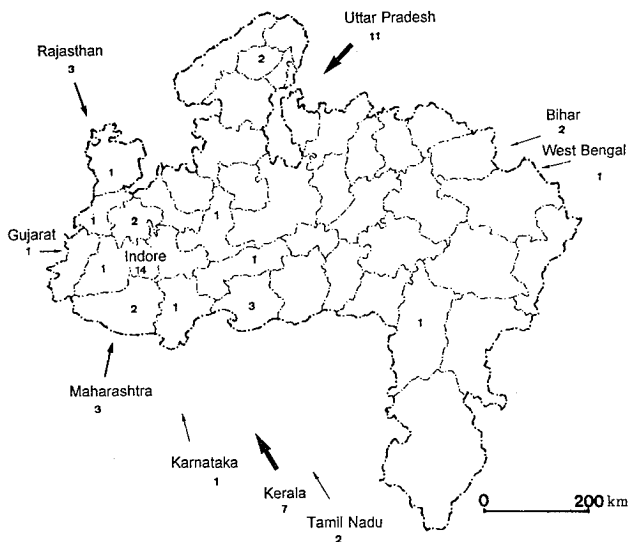 Uttar Pradesh
11
Rajasthan
3
2
Bihar
2
West Bengal
1
1
1
2
1
Gujarat
1
Indore
14
1
1
2
1
3
1
Maharashtra
3
Karnataka
1
Kerala
7
Tamil Nadu
2
0 200 km